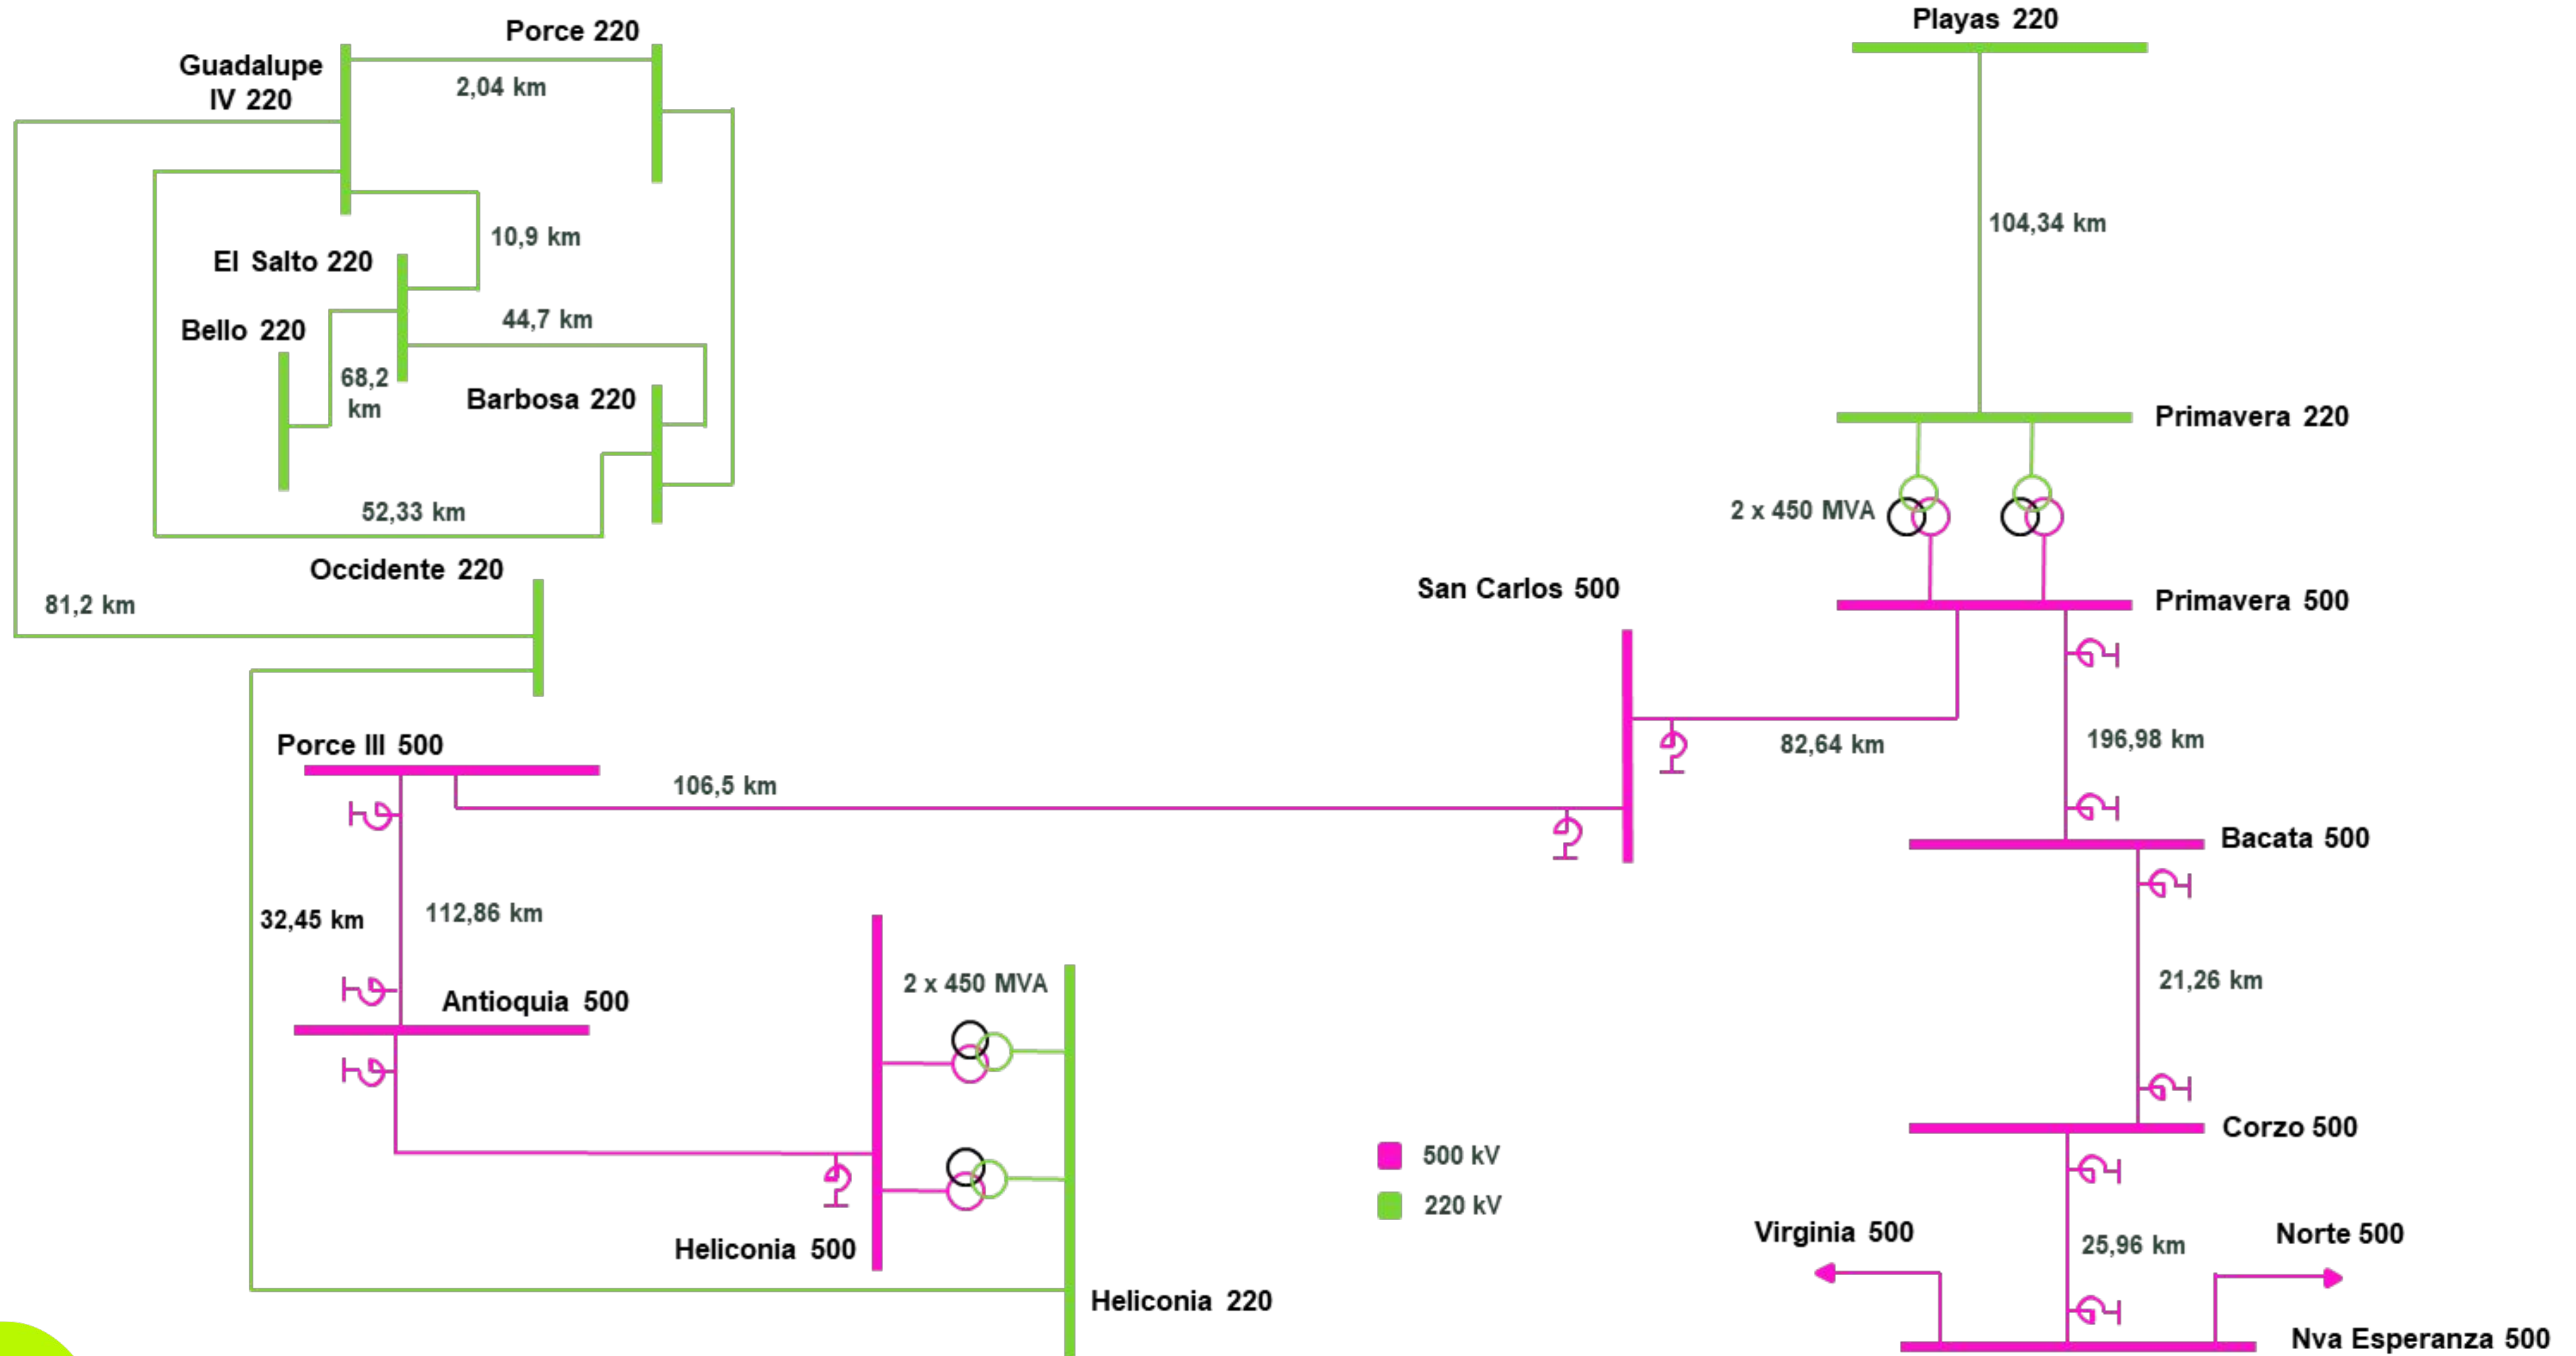 Porce 220
Playas 220
Guadalupe
IV 220
2,04 km
104,34 km
10,9 km
El Salto 220
44,7 km
Bello 220
68,2
km
Barbosa 220
Primavera 220
52,33 km
2 x 450 MVA
Occidente 220
San Carlos 500
Primavera 500
81,2 km
Porce III 500
82,64 km
196,98 km
106,5 km
Bacata 500
32,45 km
112,86 km
2 x 450 MVA
21,26 km
Antioquia 500
Corzo 500
500 kV
220 kV
Virginia 500
Norte 500
Heliconia 500
25,96 km
Heliconia 220
Nva Esperanza 500